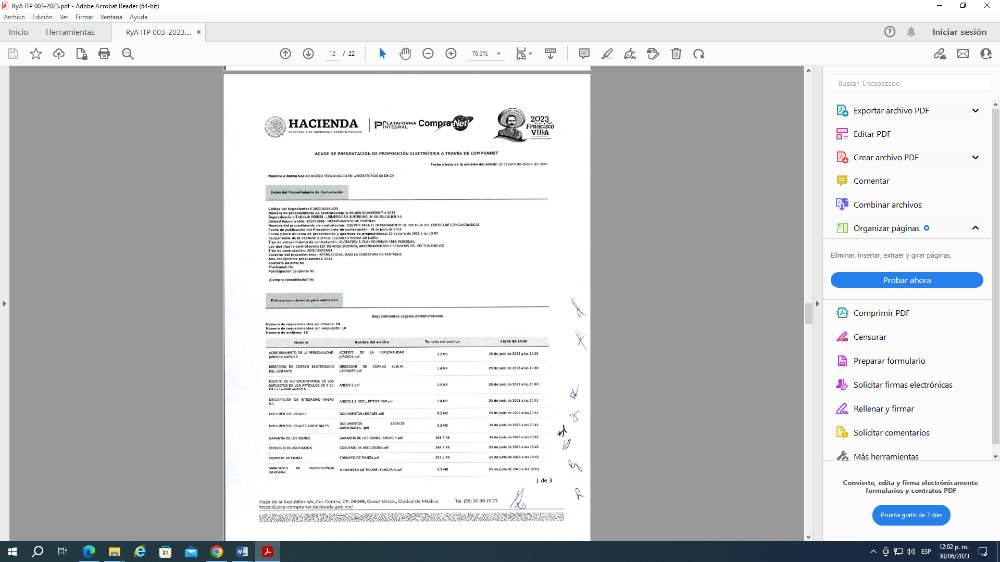 RyA ITP 003-2023.pdf - Adobe Acrobat Reader (64-bit)
Archivo Edición Ver Firmar Ventana Ayuda
Inicio Herramientas RyA ITP 003-2023.... × Iniciar sesión
12 / 22 76.3%
HACIENDA
SECRETARÍA DE HACIENDA Y CRÉDITO PÚBLICO
PLATAFORMA INTEGRAL CompraNet
2023
Francisco
VILLA
ACUSE DE PRESENTACIÓN DE PROPOSICIÓN ELECTRÓNICA A TRAVÉS DE COMPRANET
Fecha y hora de la emisión del acuse: 29 de Junio de 2023 a las 10:47
Nombre o Razón Social: DISEÑO TECNOLOGICO EN LABORATORIOS SA DE CV
Datos del Procedimiento de Contratación
Código del Expediente: E-2023-00041433
Número de procedimiento de contratación: IA-60-N59-901045968-T-4-2023
Dependencia o Entidad: 060N59 - UNIVERSIDAD AUTÓNOMA DE AGUASCALIENTES
Unidad Responsable: 901045968 - DEPARTAMENTO DE COMPRAS
Nombre del procedimiento de contratación: EQUIPOS PARA EL DEPARTAMENTO DE BIOLOGÍA DEL CENTRO DE CIENCIAS BÁSICAS
Fecha de publicación del Procedimiento de contratación: 19 de Junio de 2023
Fecha y hora del acto de presentación y apertura de proposiciones: 29 de Junio de 2023 a las 13:00
Responsable de la captura: BEATRIZ ELIZABETH RIVERA DE LOERA
Tipo de procedimiento de contratación: INVITACIÓN A CUANDO MENOS TRES PERSONAS
Ley que rige la contratación: LEY DE ADQUISICIONES, ARRENDAMIENTOS Y SERVICIOS DEL SECTOR PÚBLICO
Tipo de contratación: ADQUISICIONES
Carácter del procedimiento: INTERNACIONAL BAJO LA COBERTURA DE TRATADOS
Año del ejercicio presupuestal: 2023
Contrato Abierto: No
Plurianual: No
Participación conjunta: No
¿Compra consolidada?: No
Datos proporcionados para validación
Requerimientos Legales-Administrativos
Número de requerimientos solicitados: 10
Número de requerimientos con respuesta: 10
Número de archivos: 10
Nombre Nombre del archivo Tamaño del archivo Fecha de envío
ACREDITAMIENTO DE LA PERSONALIDAD JURÍDICA ANEXO 3 ACREDIT. DE LA PERSONALIDAD JURIDICA.pdf 3.2 MB 29 de Junio de 2023 a las 10:40
DIRECCIÓN DE CORREO ELECTRÓNICO DEL LICITANTE DIRECCION DE CORREO ELECTR. LICITANTE.pdf 1.4 MB 29 de Junio de 2023 a las 10:40
ESCRITO DE NO ENCONTRARSE EN LOS SUPUESTOS DE LOS ARTÍCULOS 50 Y 60 DE LA LAASSP ANEXO 5 ANEXO 5.pdf 2.5 MB 29 de Junio de 2023 a las 10:40
DECLARACIÓN DE INTEGRIDAD ANEXO 5.1 ANEXO 5.1 DECL. INTEGRIDAD.pdf 1.4 MB 29 de Junio de 2023 a las 10:41
DOCUMENTOS LEGALES DOCUMENTOS LEGALES..pdf 8.5 MB 29 de Junio de 2023 a las 10:41
DOCUMENTOS LEGALES ADICIONALES DOCUMENTOS LEGALES ADICIONALES...pdf 5.3 MB 29 de Junio de 2023 a las 10:41
GARANTÍA DE LOS BIENES GARANTIA DE LOS BIENES. ANEXO 4.pdf 928.7 KB 29 de Junio de 2023 a las 10:42
CONVENIO DE ASOCIACION CONVENIO DE ASOCIACION.pdf 584.7 KB 29 de Junio de 2023 a las 10:42
FORMATO DE FIANZA FORMATO DE FIANZA.pdf 811.5 KB 29 de Junio de 2023 a las 10:42
MANIFIESTO DE TRANSFERENCIA BANCARIA MANIFIESTO DE TRANSF. BANCARIA.pdf 1.2 MB 29 de Junio de 2023 a las 10:43
1 de 3
Plaza de la República s/n, Col. Centro, CP. 06066, Cuauhtémoc, Ciudad de México. Tel. (55) 36 88 19 77
https://upcp-compranet.hacienda.gob.mx/
Buscar 'Encabezado'
Exportar archivo PDF
Editar PDF
Crear archivo PDF
Comentar
Combinar archivos
Organizar páginas
Eliminar, insertar, extraer y girar páginas.
Probar ahora
Comprimir PDF
Censurar
Preparar formulario
Solicitar firmas electrónicas
Rellenar y firmar
Solicitar comentarios
Más herramientas
Convierte, edita y firma electrónicamente
formularios y contratos PDF
Prueba gratis de 7 días
ESP
12:02 p. m.
30/06/2023